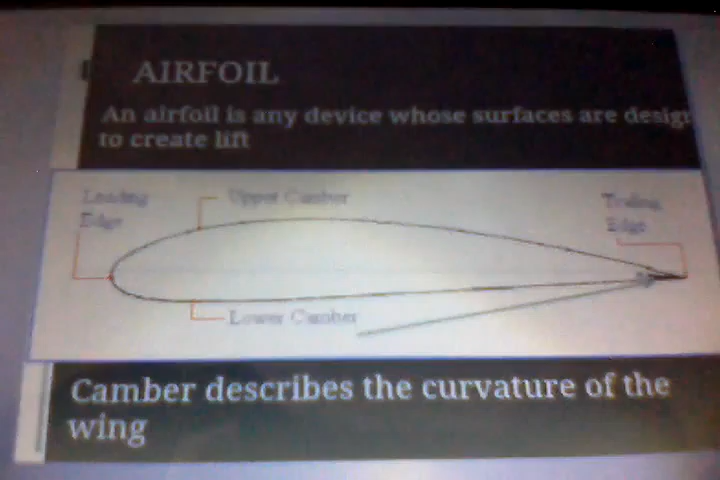 AIRFOIL
An airfoil is any device whose surfaces are desig
to create lift
Leading Upper Camber Trailing
Edge Edge
Lower Camber
Camber describes the curvature of the
wing